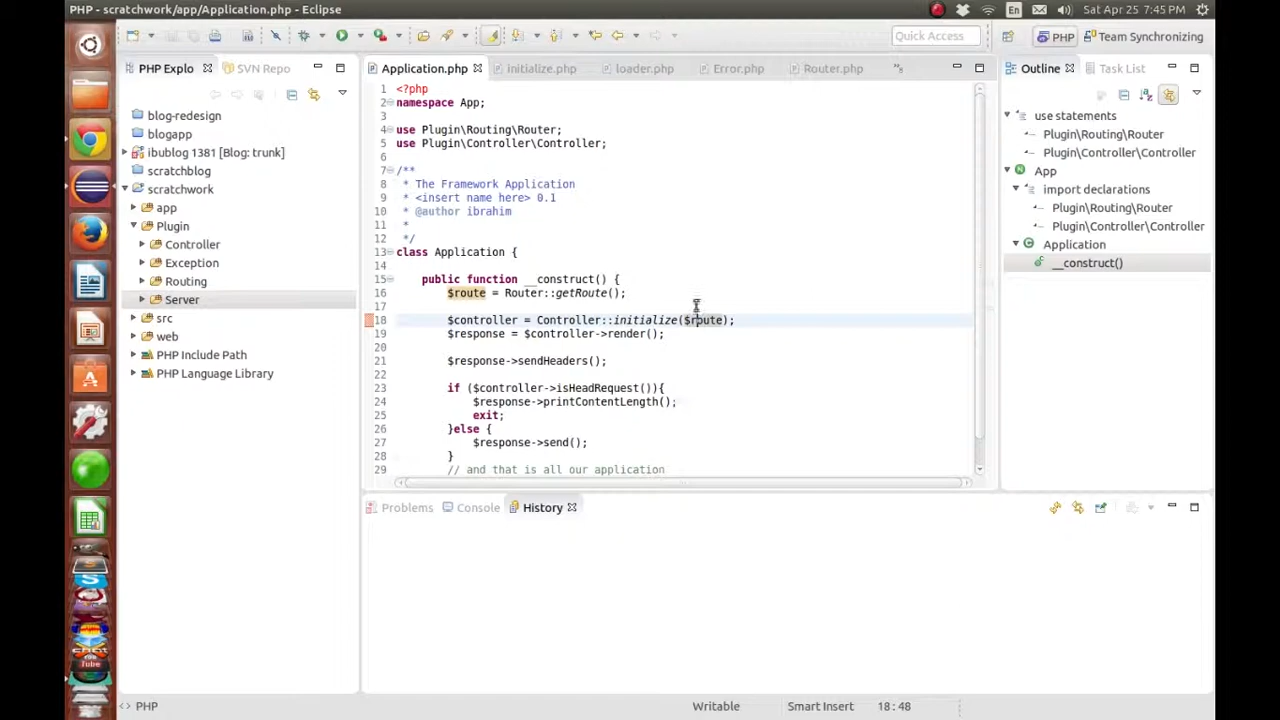 PHP - scratchwork/app/Application.php - Eclipse
En
Sat Apr 25 7:45 PM
Quick Access
PHP
Team Synchronizing
PHP Explo
SVN Repo
Application.php
initialize.php
loader.php
Error.php
Router.php
Outline
Task List
blog-redesign
blogapp
ibublog 1381 [Blog: trunk]
scratchblog
scratchwork
app
Plugin
Controller
Exception
Routing
Server
src
web
PHP Include Path
PHP Language Library
1 <?php
2 namespace App;
3
4 use Plugin\Routing\Router;
5 use Plugin\Controller\Controller;
6
7 /**
8 * The Framework Application
9 * <insert name here> 0.1
10 * @author ibrahim
11 *
12 */
13 class Application {
14
15 public function __construct() {
16 $route = Router::getRoute();
17
18 $controller = Controller::initialize($route);
19 $response = $controller->render();
20
21 $response->sendHeaders();
22
23 if ($controller->isHeadRequest()){
24 $response->printContentLength();
25 exit;
26 }else {
27 $response->send();
28 }
29 // and that is all our application
use statements
Plugin\Routing\Router
Plugin\Controller\Controller
App
import declarations
Plugin\Routing\Router
Plugin\Controller\Controller
Application
__construct()
Problems
Console
History
PHP
Writable
Smart Insert
18:48